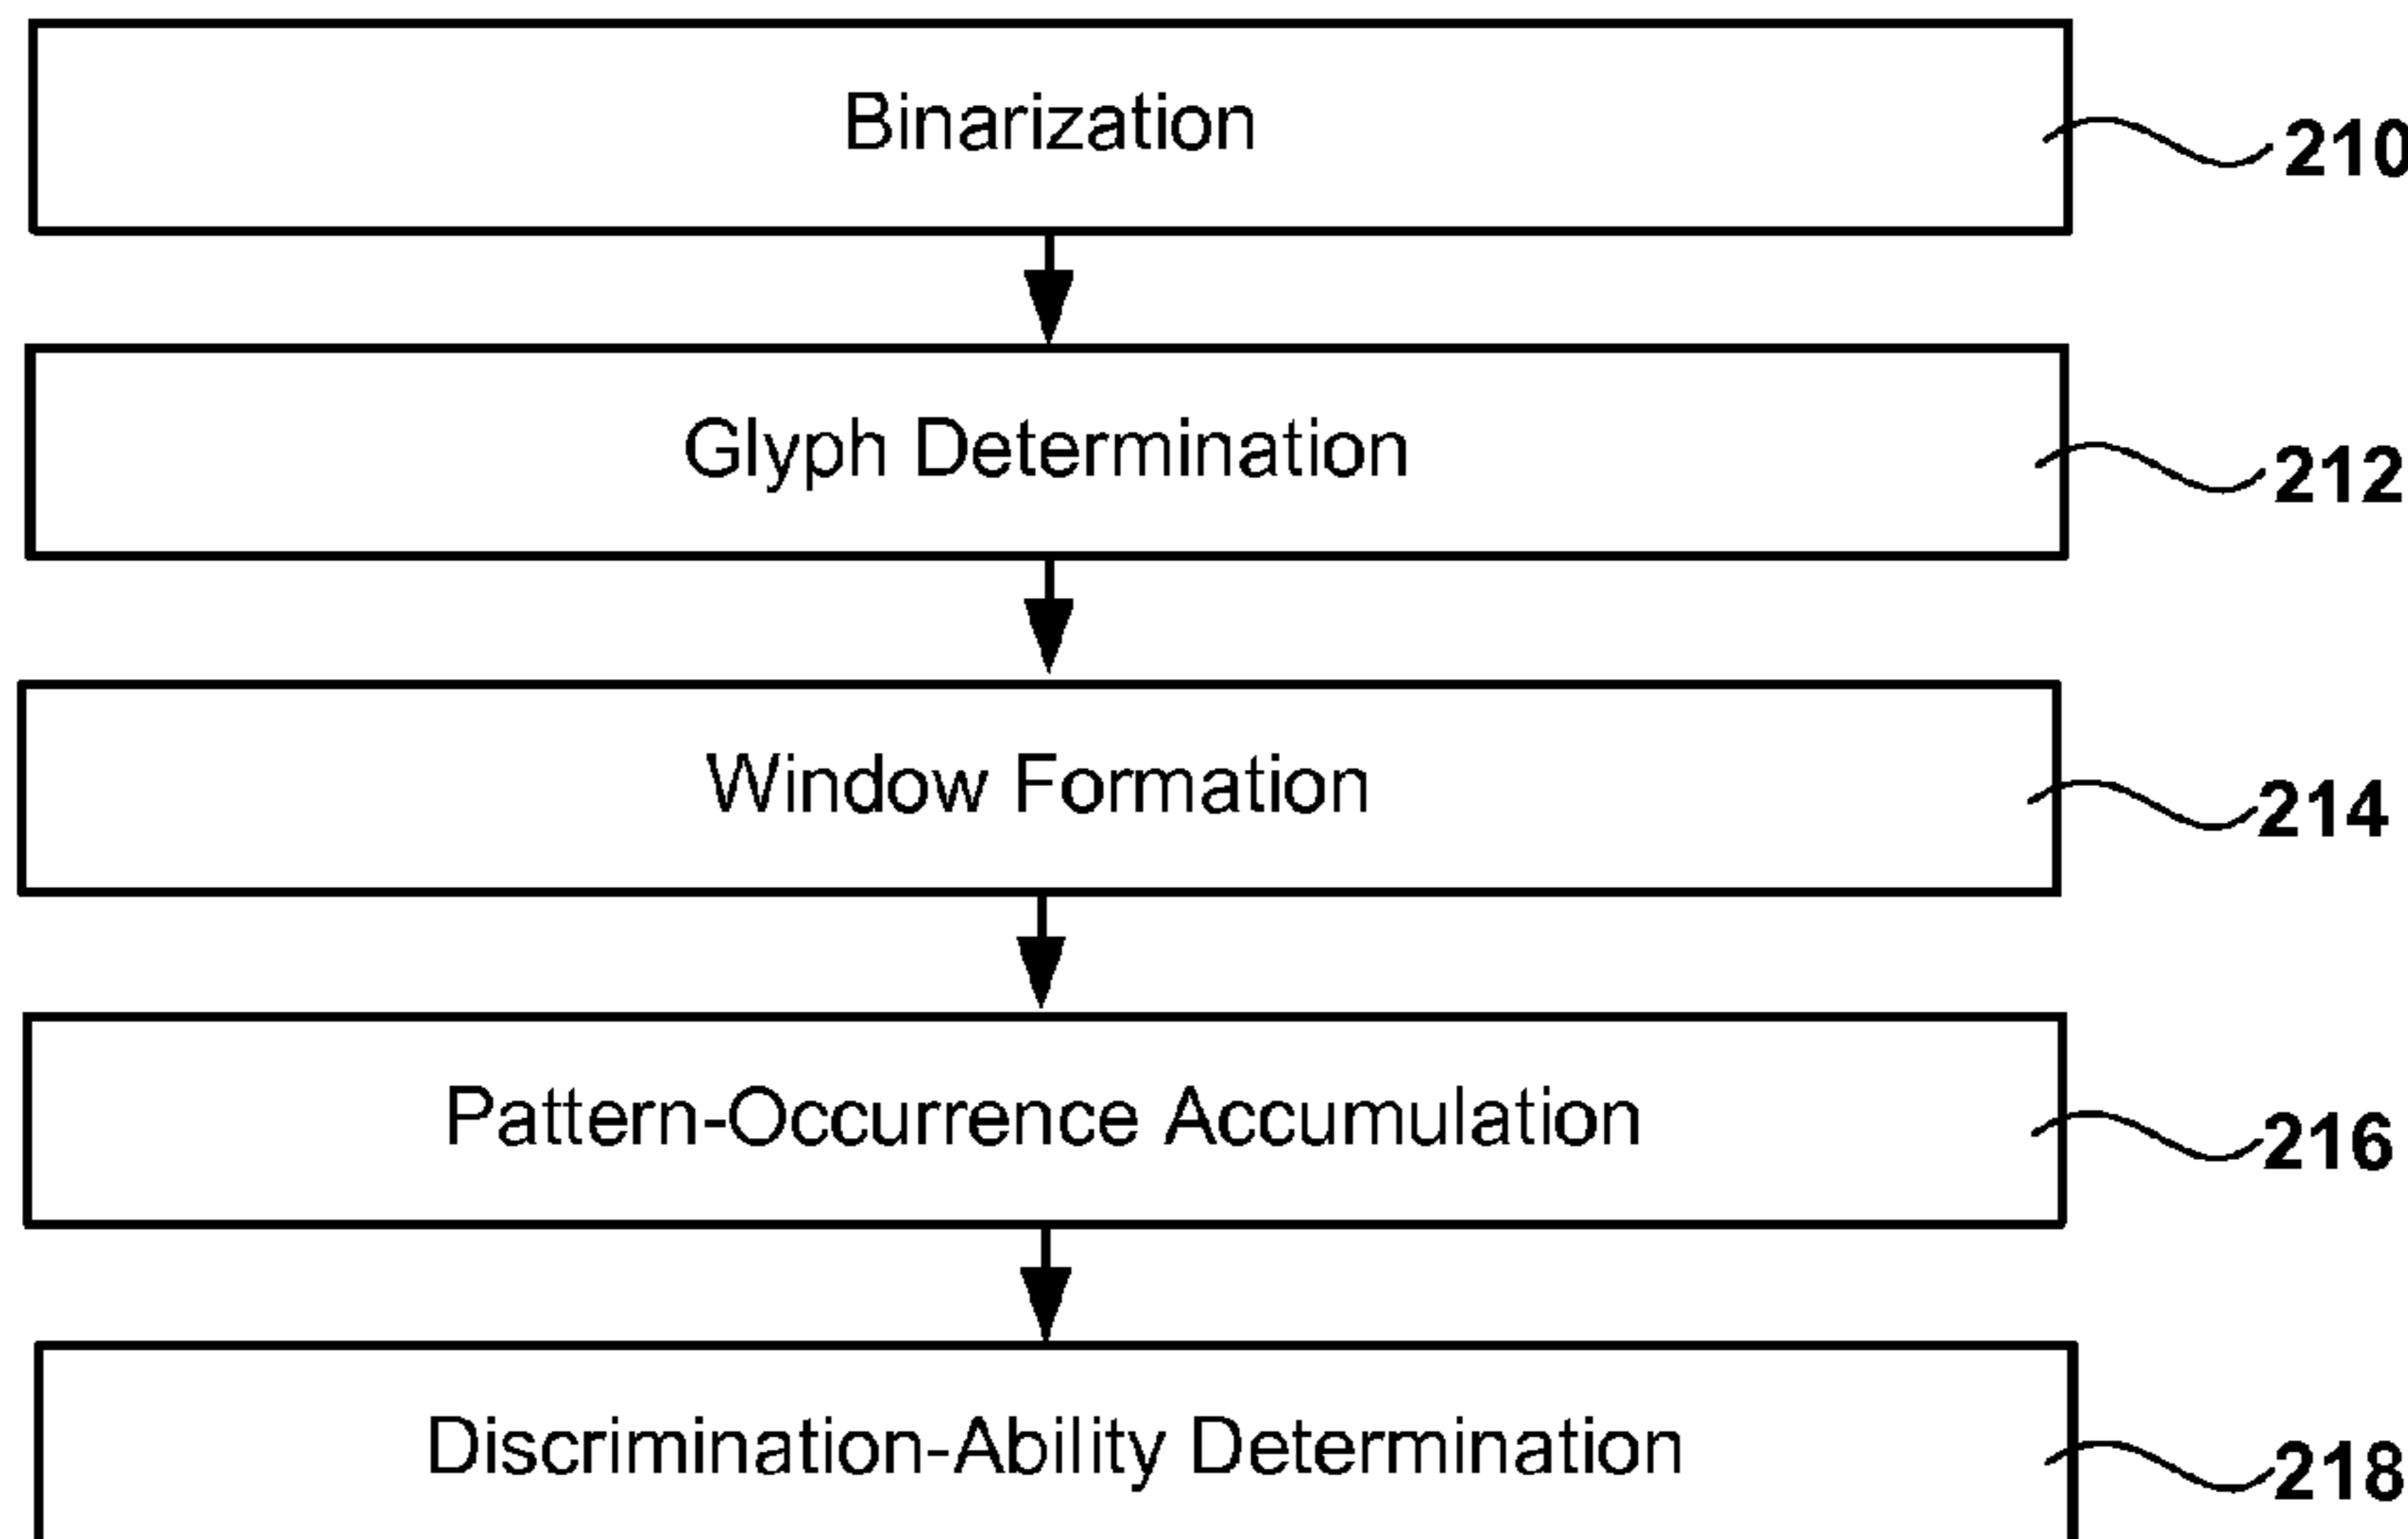 Binarization
210
Glyph Determination
212
Window Formation
214
Pattern-Occurrence Accumulation
216
Discrimination-Ability Determination
218